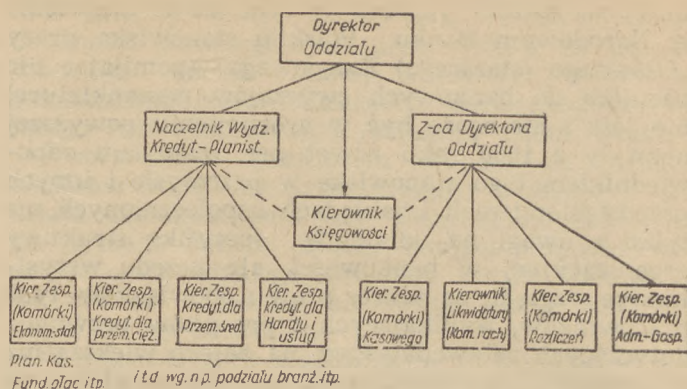 Dyrektor
Oddziału
Naczelnik Wydz.
Kredyt.-Planist.
Z-ca Dyrektora
Oddziału
Kierownik
Księgowości
Kier. Zesp.
(Komórki)
Ekonom.-stat.
Kier. Zesp.
(Komórki)
Kredyt. dla
przem. cięż.
Kier. Zesp.
Kredyt. dla
Przem. śred.
Kier. Zesp.
Kredyt. dla
Handlu i
usług
Kier. Zesp.
(Komórki)
Kasowego
Kierownik
Likwidatury
(Kom. rach)
Kier. Zesp.
(Komórki)
Rozliczeń
Kier. Zesp.
(Komórki)
Adm.-Gosp.
Plan. Kas.
Fund. płac itp.
itd wg. n.p. podziału branż. itp.